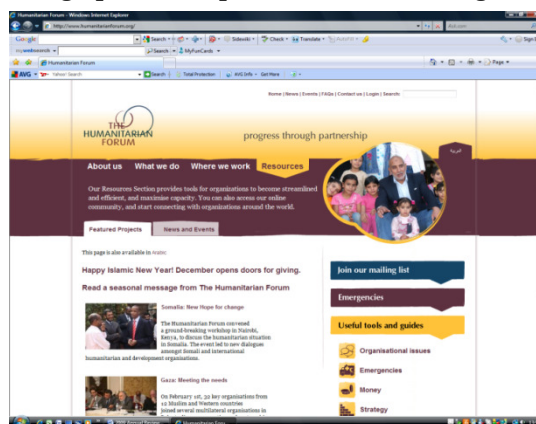 Humanitarian Forum - Windows Internet Explorer
http://www.humanitarianforum.org/
Google
Search
Sidewiki
Check
Translate
AutoFill
mywebsearch
Search
MyFunCards
Humanitarian Forum
Page
AVG
Yahoo! Search
Search
Total Protection
AVG Info
Get More
Home | News | Events | FAQs | Contact us | Login | Search:
THE
HUMANITARIAN
FORUM
progress through partnership
العربية
About us What we do Where we work Resources
Our Resources Section provides tools for organizations to become streamlined
and efficient, and maximise capacity. You can also access our online
community, and start connecting with organizations around the world.
Featured Projects News and Events
This page is also available in Arabic
Happy Islamic New Year! December opens doors for giving.
Read a seasonal message from The Humanitarian Forum
Somalia: New Hope for change
The Humanitarian Forum convened
a ground-breaking workshop in Nairobi,
Kenya, to discuss the humanitarian situation
in Somalia. The event led to new dialogues
amongst Somali and international
humanitarian and development organisations.
Gaza: Meeting the needs
On February 1st, 32 key organisations from
12 Muslim and Western countries
joined several multilateral organisations in
Join our mailing list
Emergencies
Useful tools and guides
Organisational Issues
Emergencies
Money
Strategy